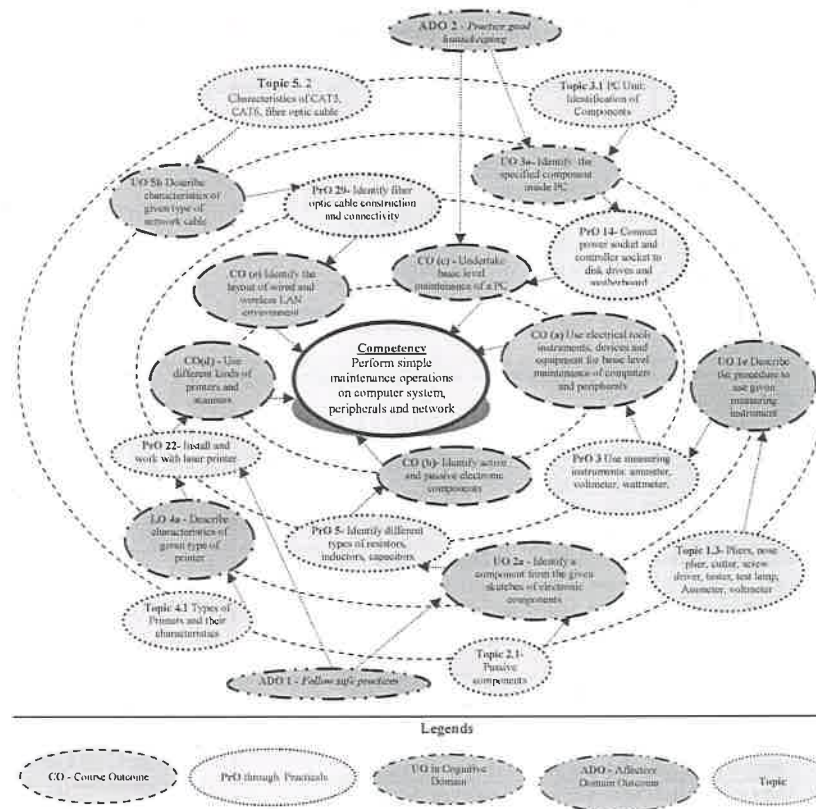 ADO 2 - Practice good
housekeeping
Topic 5. 2
Characteristics of CAT5,
CAT6, fibre optic cable
Topic 3.1 PC Unit:
Identification of
Components
UO 5b Describe
characteristics of
given type of
network cable
PrO 29- Identify fiber
optic cable construction
and connectivity
UO 3a- Identify the
specified component
inside PC
PrO 14- Connect
power socket and
controller socket to
disk drives and
motherboard
CO (e) Identify the
layout of wired and
wireless LAN
environment
CO (c) - Undertake
basic level
maintenance of a PC
CO(d) - Use
different kinds of
printers and
scanners
Competency
Perform simple
maintenance operations
on computer system,
peripherals and network
CO (a) Use electrical tools
instruments, devices and
equipment for basic level
maintenance of computers
and peripherals
UO 1e Describe
the procedure to
use given
measuring
instrument
PrO 22- Install and
work with laser printer
CO (b)- Identify active
and passive electronic
components
PrO 3 Use measuring
instruments: ammeter,
voltmeter, wattmeter,
UO 4a - Describe
characteristics of
given type of
printer
PrO 5- Identify different
types of resistors,
inductors, capacitors
UO 2a - Identify a
component from the given
sketches of electronic
components
Topic 1.3- Pliers, nose
plier, cutter, screw
driver, tester, test lamp,
Ammeter, voltmeter
Topic 4.1 Types of
Printers and their
characteristics
Topic 2.1-
Passive
components
ADO 1 - Follow safe practices
Legends
CO - Course Outcome
PrO through Practicals
UO in Cognitive
Domain
ADO - Affective
Domain Outcome
Topic